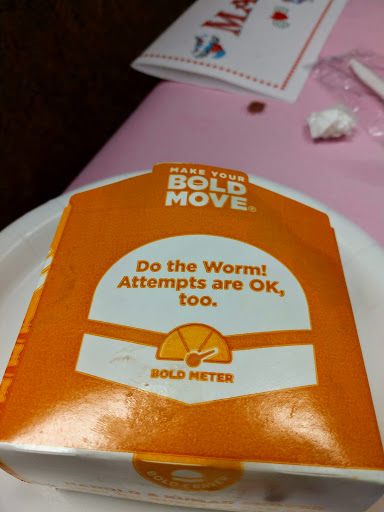 MAKE YOUR
BOLD
MOVE®
Do the Worm!
Attempts are OK,
too.
BOLD METER